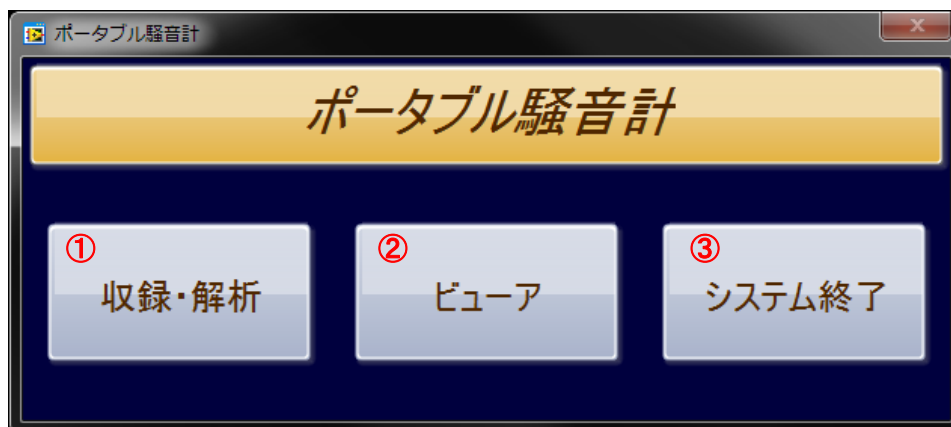 ポータブル騒音計
ポータブル騒音計
① 収録・解析
② ビューア
③ システム終了